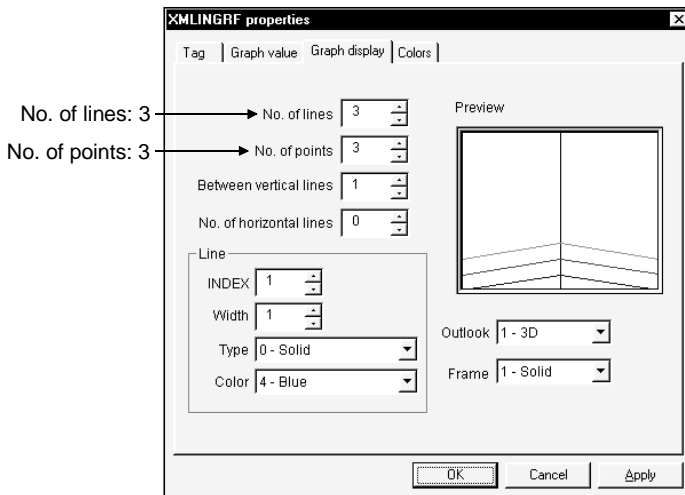 XMLINGRF properties
Tag Graph value Graph display Colors
No. of lines: 3
No. of lines 3
Preview
No. of points: 3
No. of points 3
Between vertical lines 1
No. of horizontal lines 0
Line
INDEX 1
Width 1
Type 0 - Solid
Color 4 - Blue
Outlook 1 - 3D
Frame 1 - Solid
OK Cancel Apply